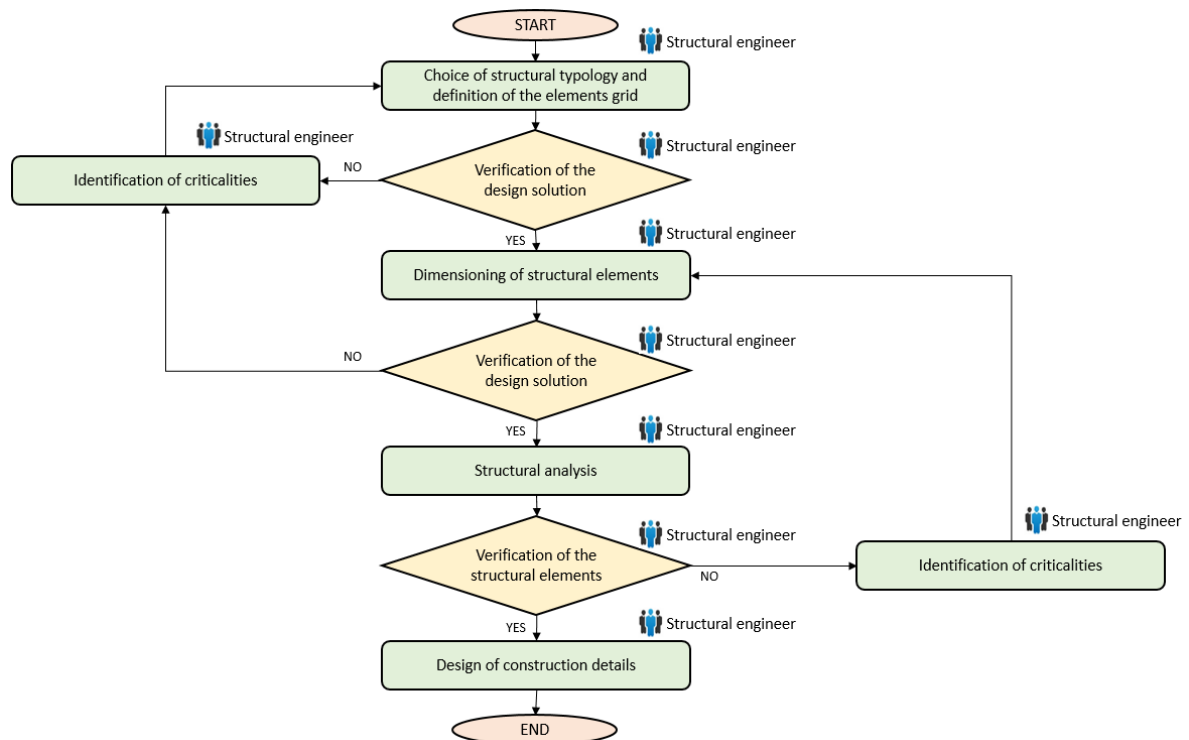 START
Structural engineer
Choice of structural typology and
definition of the elements grid
Structural engineer
Structural engineer
Identification of criticalities
NO
Verification of the
design solution
YES
Structural engineer
Dimensioning of structural elements
Structural engineer
NO
Verification of the
design solution
YES
Structural engineer
Structural analysis
Structural engineer
Verification of the
structural elements
NO
Structural engineer
Identification of criticalities
YES
Structural engineer
Design of construction details
END